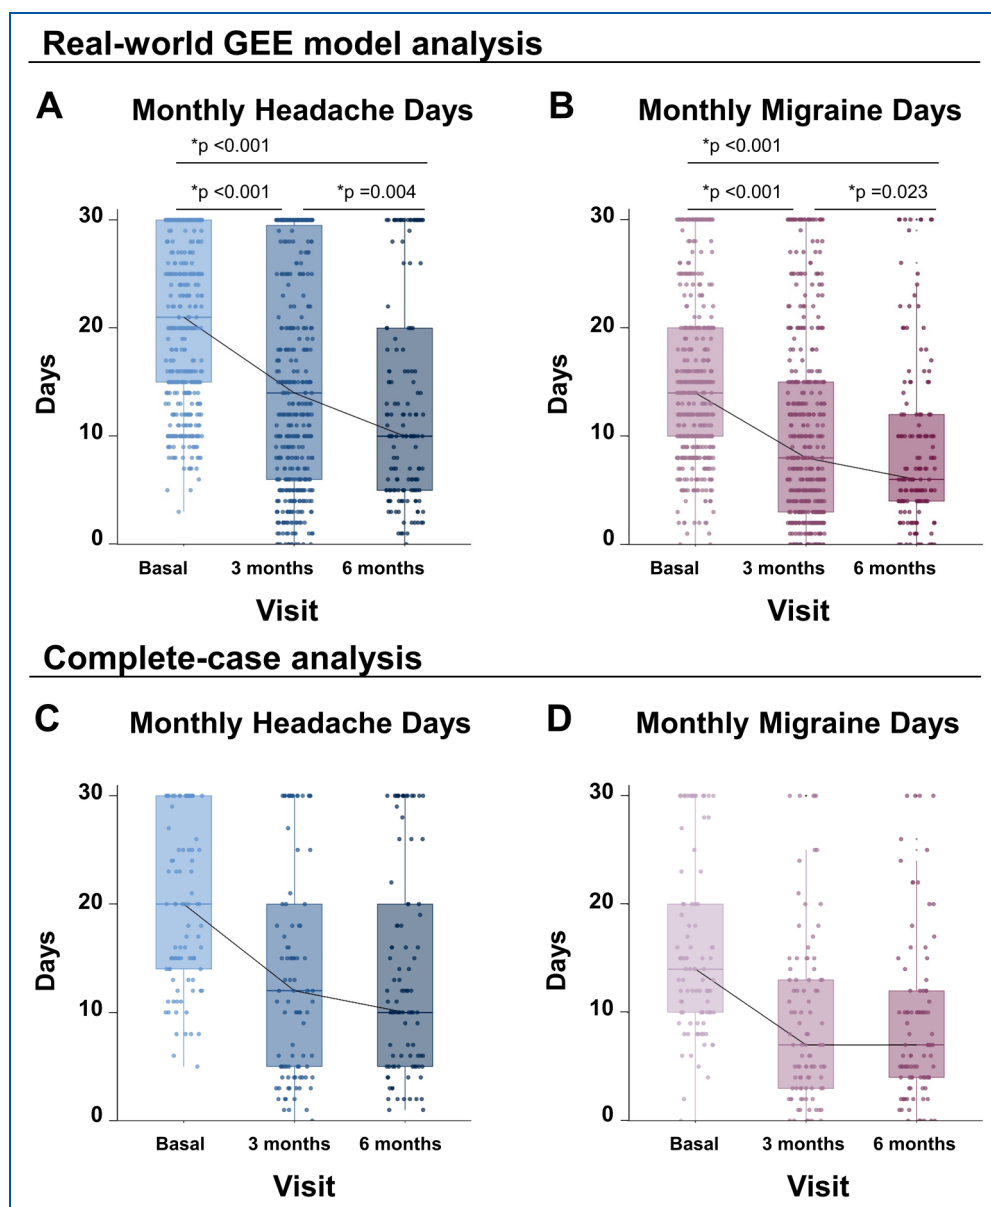 Real-world GEE model analysis
A
Monthly Headache Days
*p <0.001
*p <0.001
*p =0.004
30
20
10
0
Days
Basal
3 months
6 months
Visit
B
Monthly Migraine Days
*p <0.001
*p <0.001
*p =0.023
30
20
10
0
Days
Basal
3 months
6 months
Visit
Complete-case analysis
C
Monthly Headache Days
30
20
10
0
Days
Basal
3 months
6 months
Visit
D
Monthly Migraine Days
30
20
10
0
Days
Basal
3 months
6 months
Visit